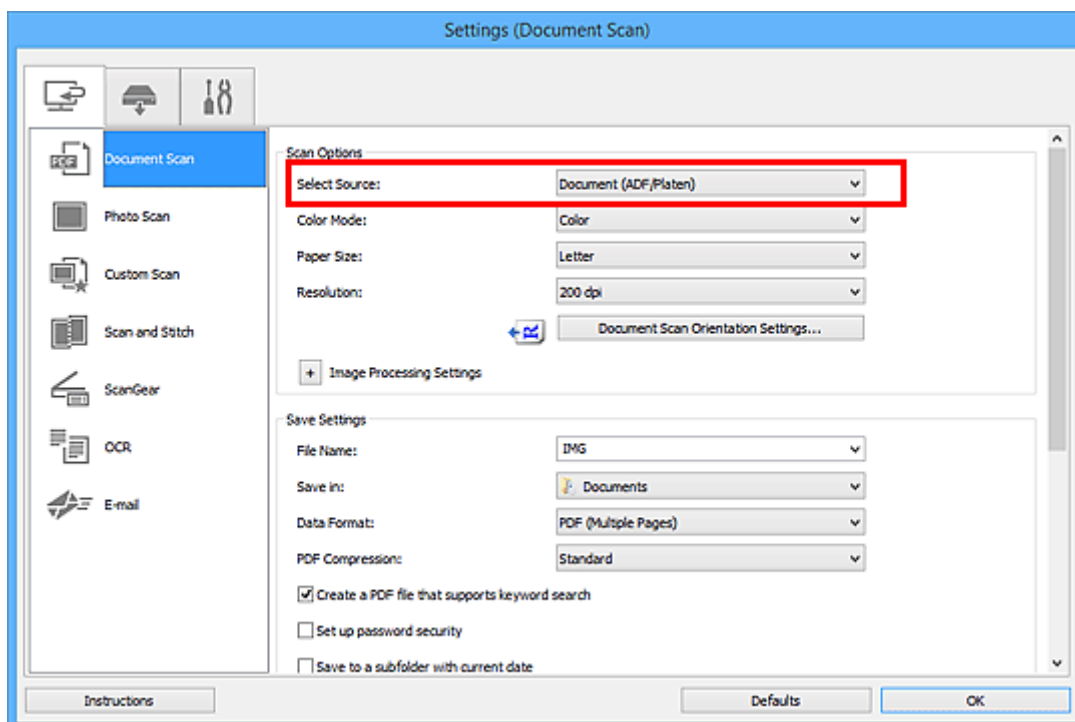 Settings (Document Scan)
PDF
Document Scan
Photo Scan
Custom Scan
Scan and Stitch
ScanGear
OCR
E-mail
Scan Options
Select Source: Document (ADF/Platen)
Color Mode: Color
Paper Size: Letter
Resolution: 200 dpi
R Document Scan Orientation Settings...
+ Image Processing Settings
Save Settings
File Name: IMG
Save in: Documents
Data Format: PDF (Multiple Pages)
PDF Compression: Standard
Create a PDF file that supports keyword search
Set up password security
Save to a subfolder with current date
Instructions Defaults OK